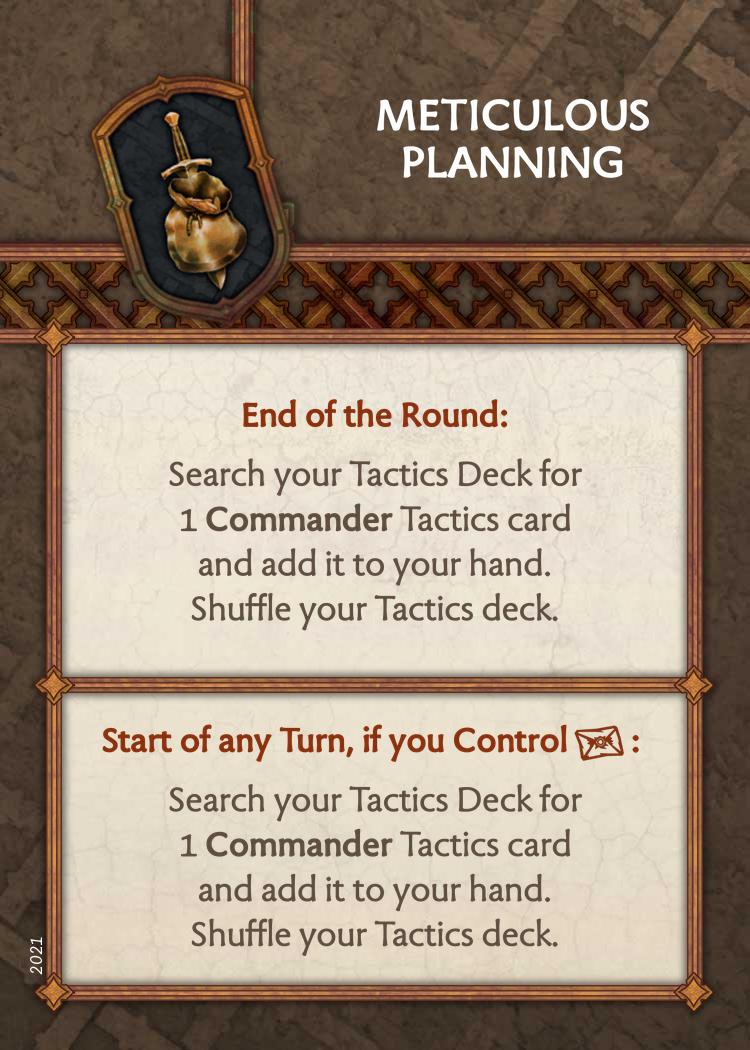 METICULOUS
PLANNING
End of the Round:
Search your Tactics Deck for
1 Commander Tactics card
and add it to your hand.
Shuffle your Tactics deck.
Start of any Turn, if you Control :
Search your Tactics Deck for
1 Commander Tactics card
and add it to your hand.
Shuffle your Tactics deck.
2021